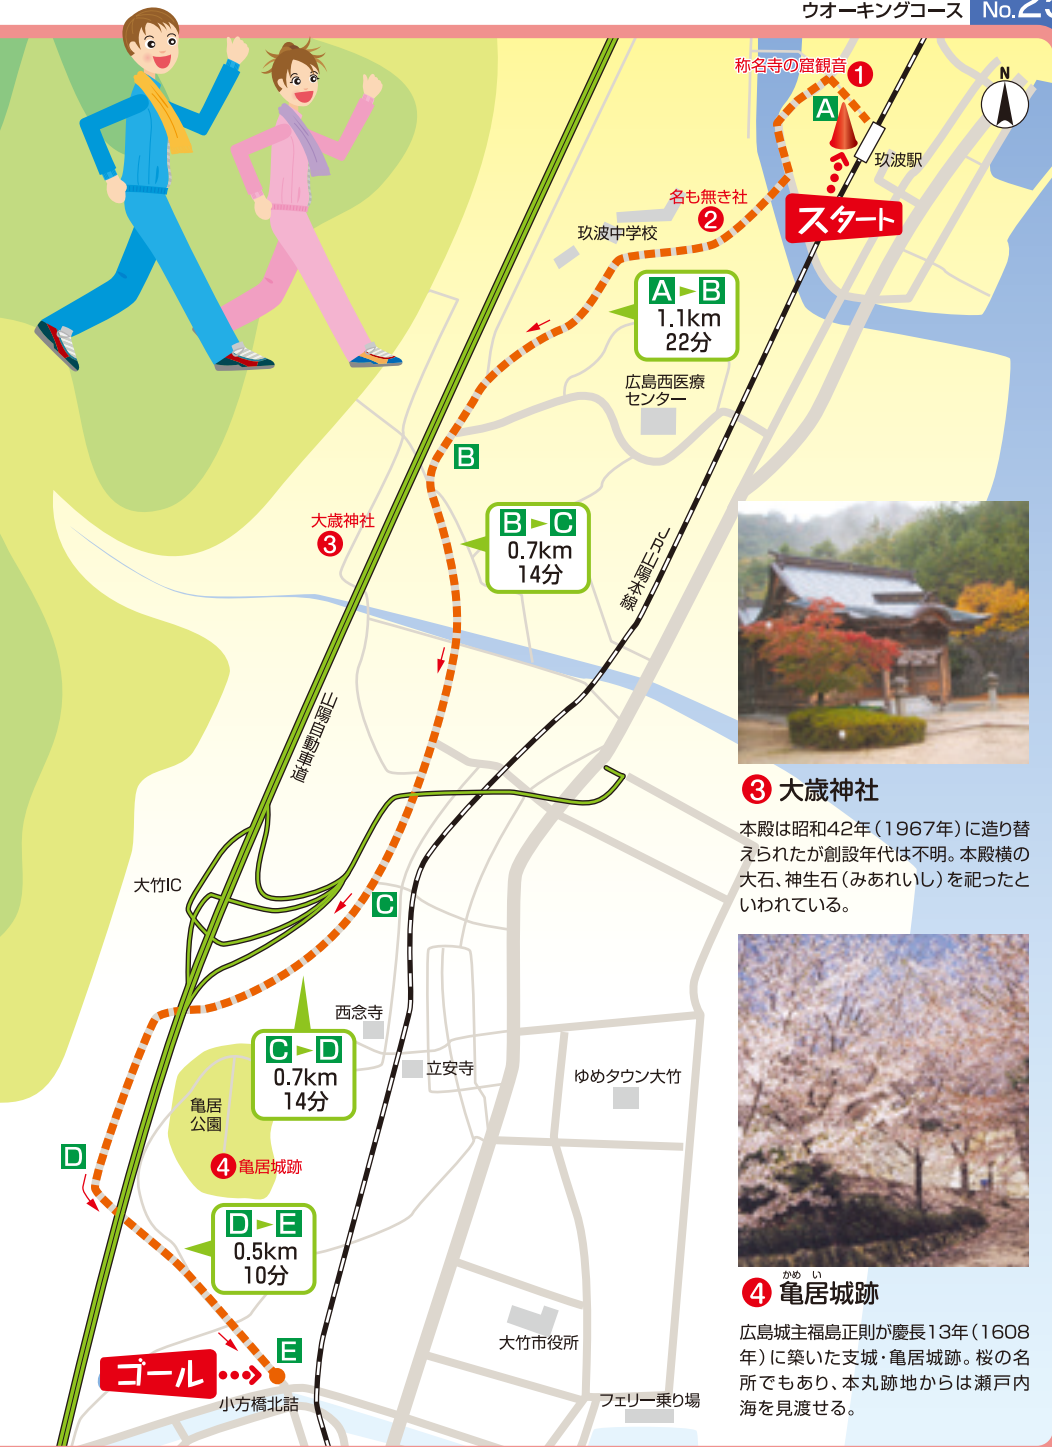 ウオーキングコース No.23
称名寺の窟観音 1
A
N
玖波駅
スタート
名も無き社
2
玖波中学校
A B
1.1km
22分
広島西医療
センター
B
B C
0.7km
14分
大歳神社
3
JR山陽本線
山陽自動車道
大竹IC
C
西念寺
C D
0.7km
14分
立安寺
ゆめタウン大竹
亀居
公園
D
4 亀居城跡
D E
0.5km
10分
大竹市役所
E
ゴール
小方橋北詰
フェリー乗り場
3 大歳神社
本殿は昭和42年(1967年)に造り替
えられたが創設年代は不明。本殿横の
大石、神生石(みあれいし)を祀ったと
いわれている。
かめ い
4 亀居城跡
広島城主福島正則が慶長13年(1608
年)に築いた支城・亀居城跡。桜の名
所でもあり、本丸跡地からは瀬戸内
海を見渡せる。